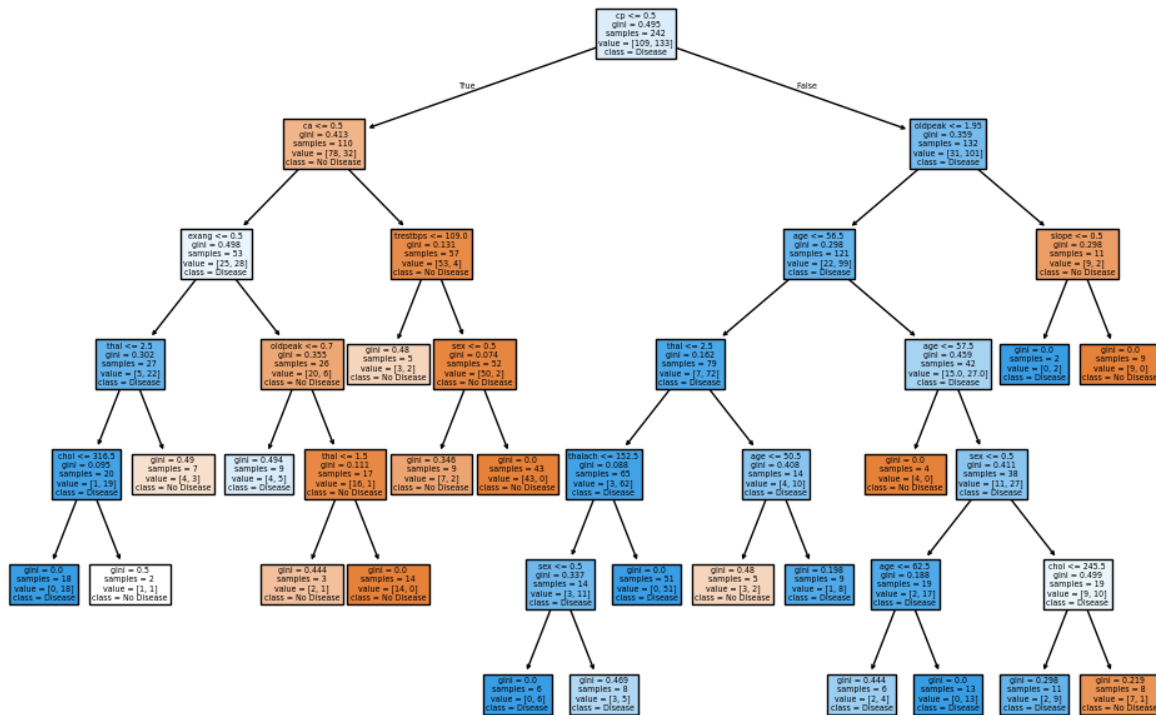 cp <= 0.5
gini = 0.495
samples = 242
value = [109, 133]
class = Disease
True
False
ca <= 0.5
gini = 0.413
samples = 110
value = [78, 32]
class = No Disease
oldpeak <= 1.95
gini = 0.359
samples = 132
value = [31, 101]
class = Disease
exang <= 0.5
gini = 0.498
samples = 53
value = [25, 28]
class = Disease
trestbps <= 109.0
gini = 0.131
samples = 57
value = [53, 4]
class = No Disease
age <= 56.5
gini = 0.298
samples = 121
value = [22, 99]
class = Disease
slope <= 0.5
gini = 0.298
samples = 11
value = [9, 2]
class = No Disease
thal <= 2.5
gini = 0.302
samples = 27
value = [5, 22]
class = Disease
oldpeak <= 0.7
gini = 0.355
samples = 26
value = [20, 6]
class = No Disease
gini = 0.48
samples = 5
value = [3, 2]
class = No Disease
sex <= 0.5
gini = 0.074
samples = 52
value = [50, 2]
class = No Disease
thal <= 2.5
gini = 0.162
samples = 79
value = [7, 72]
class = Disease
age <= 57.5
gini = 0.459
samples = 42
value = [15.0, 27.0]
class = Disease
gini = 0.0
samples = 2
value = [0, 2]
class = Disease
gini = 0.0
samples = 9
value = [9, 0]
class = No Disease
chol <= 316.5
gini = 0.095
samples = 20
value = [1, 19]
class = Disease
gini = 0.49
samples = 7
value = [4, 3]
class = No Disease
gini = 0.494
samples = 9
value = [4, 5]
class = Disease
thal <= 1.5
gini = 0.111
samples = 17
value = [16, 1]
class = No Disease
gini = 0.346
samples = 9
value = [7, 2]
class = No Disease
gini = 0.0
samples = 43
value = [43, 0]
class = No Disease
thalach <= 152.5
gini = 0.088
samples = 65
value = [3, 62]
class = Disease
age <= 50.5
gini = 0.408
samples = 14
value = [4, 10]
class = Disease
gini = 0.0
samples = 4
value = [4, 0]
class = No Disease
sex <= 0.5
gini = 0.411
samples = 38
value = [11, 27]
class = Disease
gini = 0.0
samples = 18
value = [0, 18]
class = Disease
gini = 0.5
samples = 2
value = [1, 1]
class = No Disease
gini = 0.444
samples = 3
value = [2, 1]
class = No Disease
gini = 0.0
samples = 14
value = [14, 0]
class = No Disease
sex <= 0.5
gini = 0.337
samples = 14
value = [3, 11]
class = Disease
gini = 0.0
samples = 51
value = [0, 51]
class = Disease
gini = 0.48
samples = 5
value = [3, 2]
class = No Disease
gini = 0.198
samples = 9
value = [1, 8]
class = Disease
age <= 62.5
gini = 0.188
samples = 19
value = [2, 17]
class = Disease
chol <= 245.5
gini = 0.499
samples = 19
value = [9, 10]
class = Disease
gini = 0.0
samples = 6
value = [0, 6]
class = Disease
gini = 0.469
samples = 8
value = [3, 5]
class = Disease
gini = 0.444
samples = 6
value = [2, 4]
class = Disease
gini = 0.0
samples = 13
value = [0, 13]
class = Disease
gini = 0.298
samples = 11
value = [2, 9]
class = Disease
gini = 0.219
samples = 8
value = [7, 1]
class = No Disease